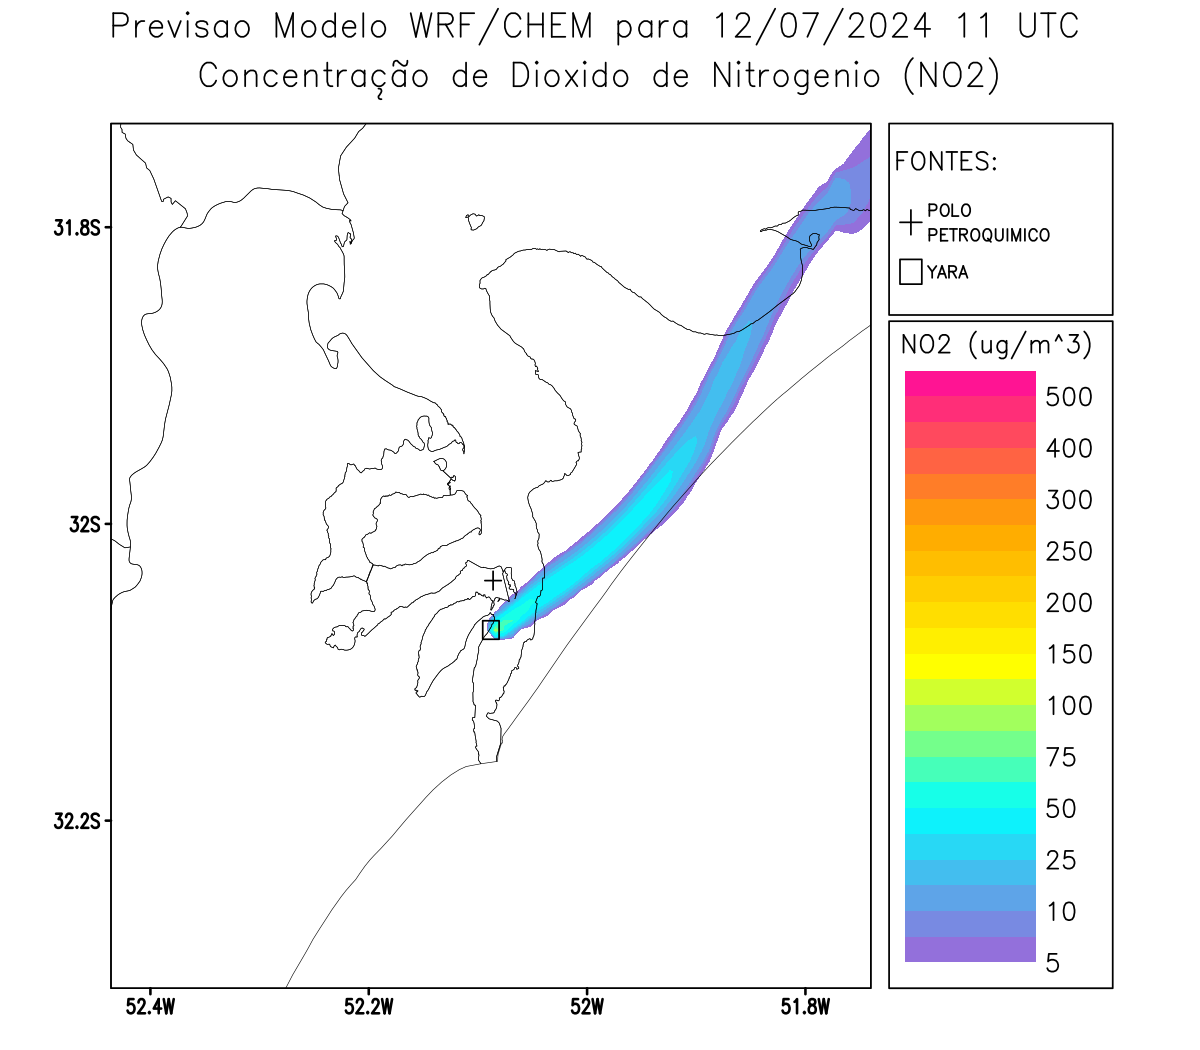 Previsao Modelo WRF/CHEM para 12/07/2024 11 UTC
Concentração de Dioxido de Nitrogenio (NO2)
FONTES:
POLO
PETROQUIMICO
YARA
NO2 (ug/m^3)
500
400
300
250
200
150
100
75
50
25
10
5
31.8S
32S
32.2S
52.4W
52.2W
52W
51.8W